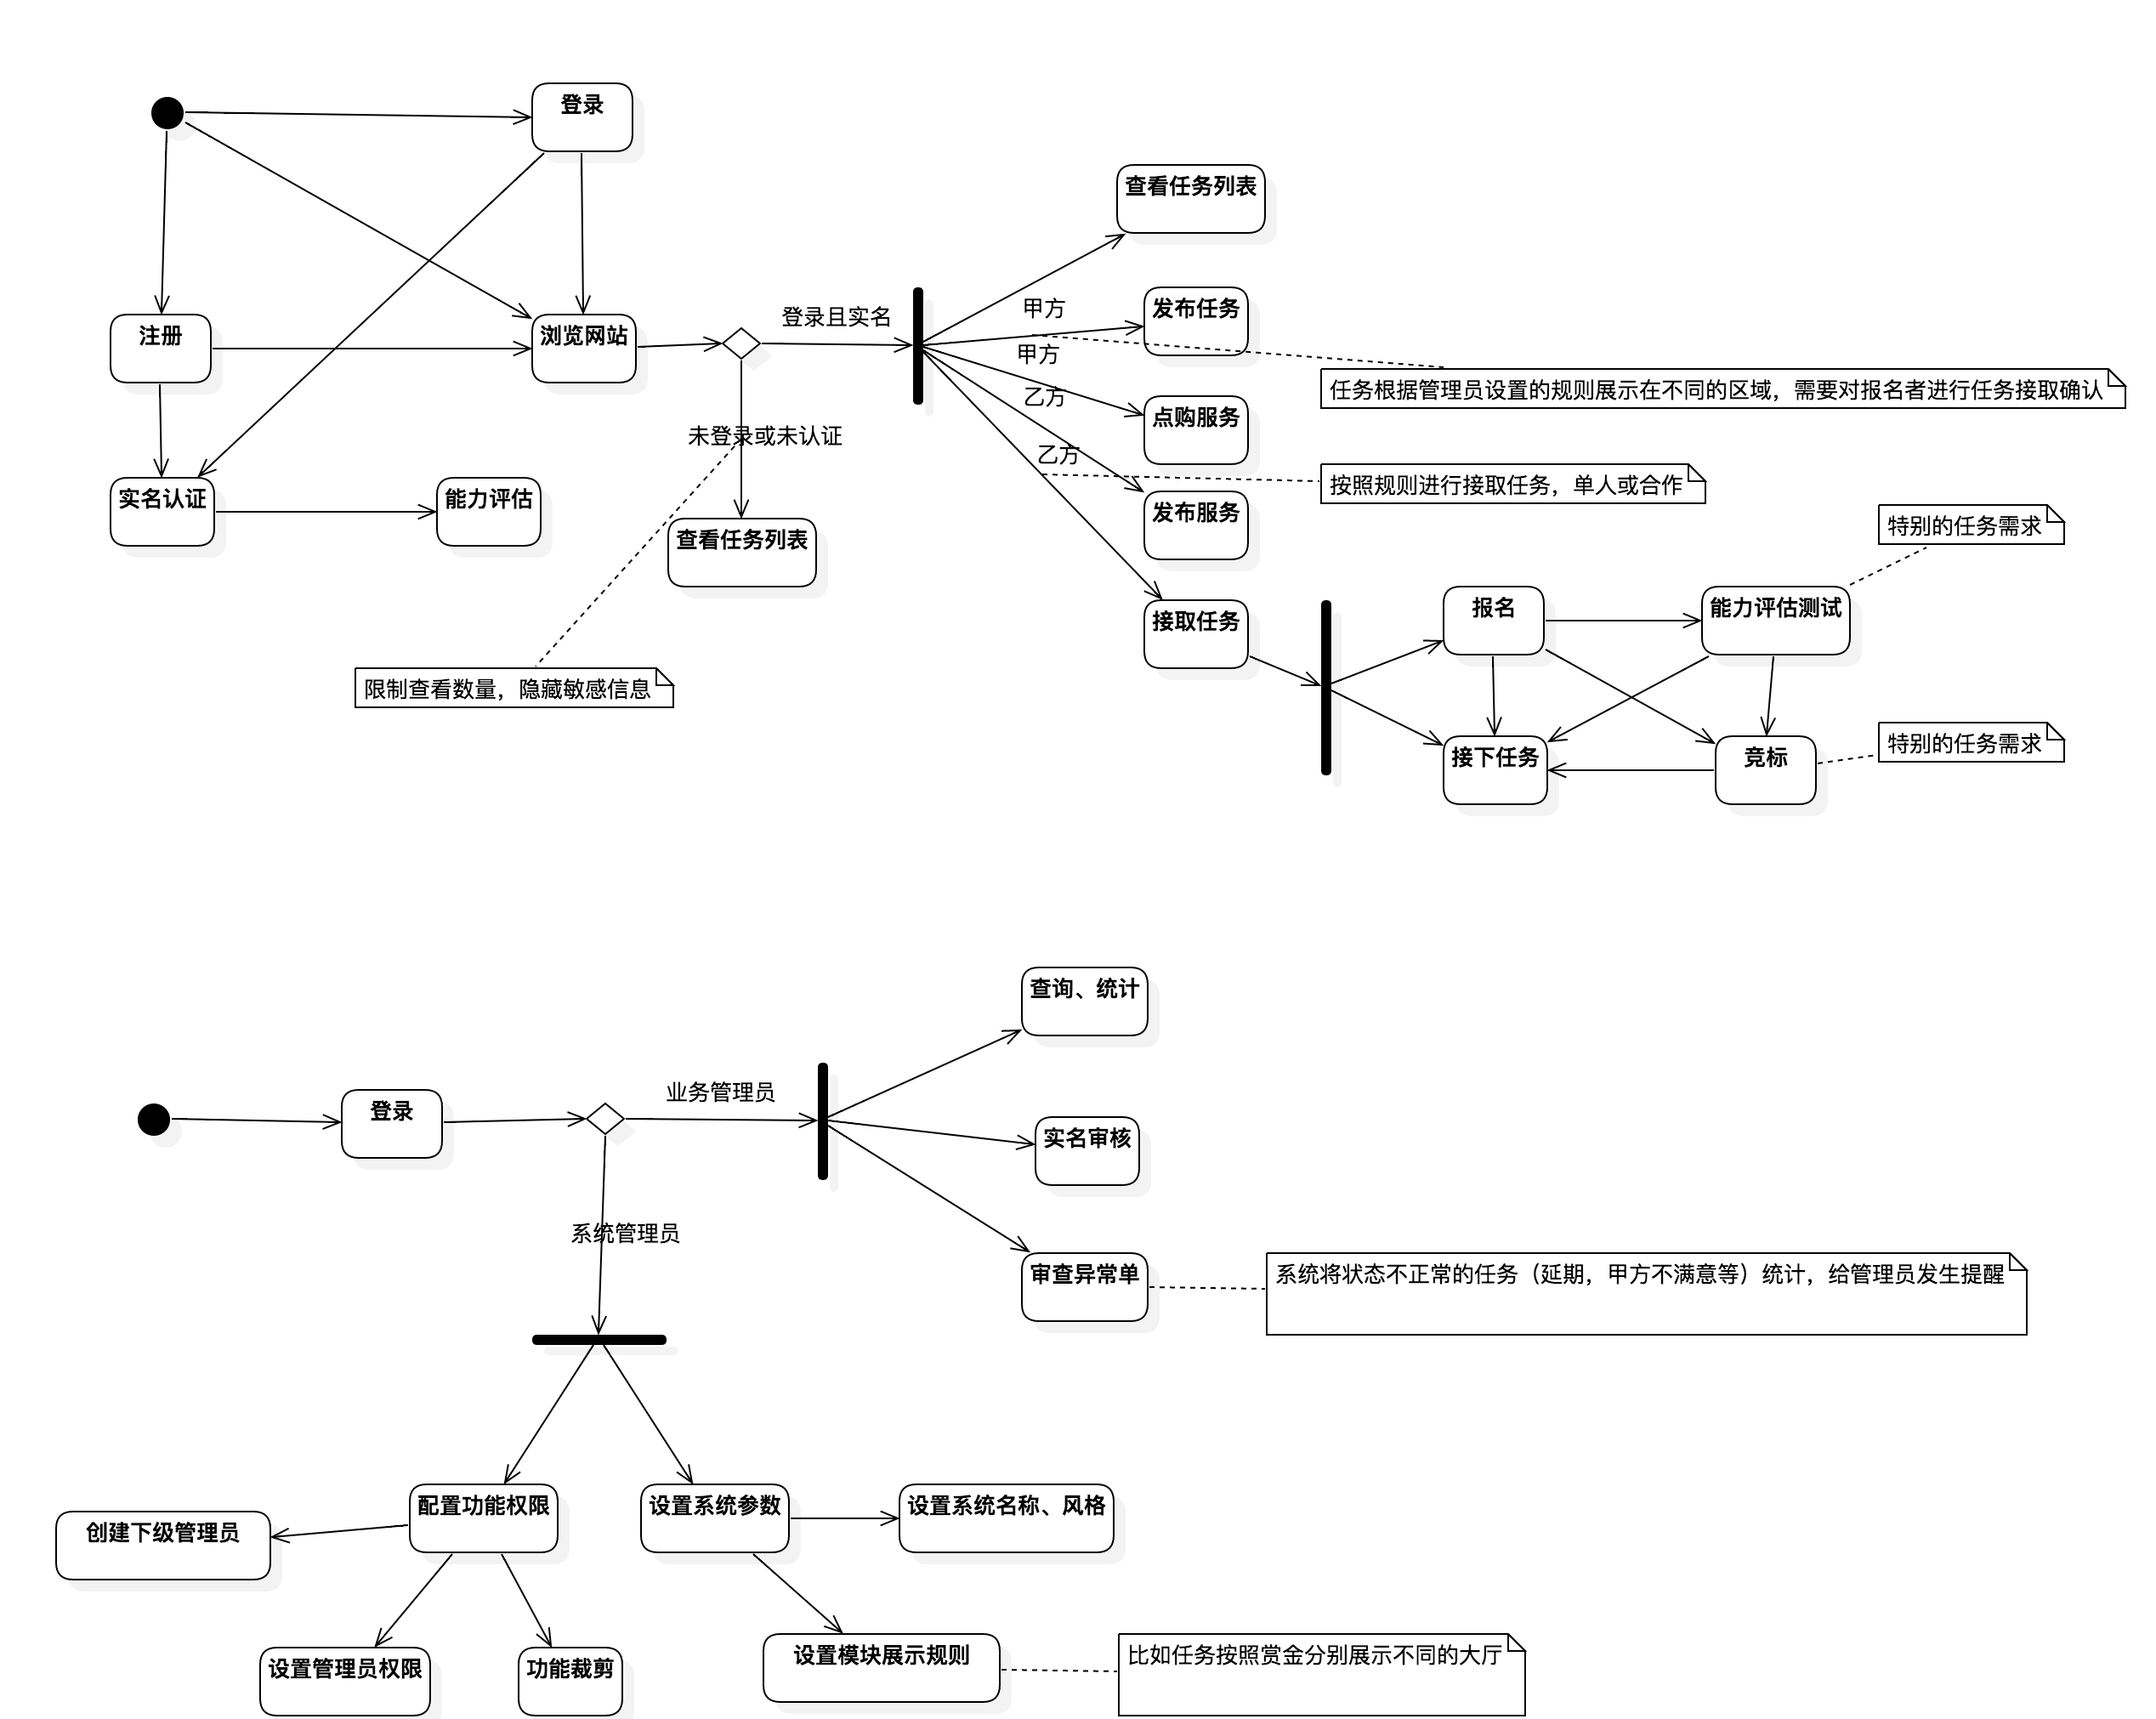 登录
查看任务列表
甲方
发布任务
登录且实名
注册
浏览网站
甲方
任务根据管理员设置的规则展示在不同的区域，需要对报名者进行任务接取确认
乙方
点购服务
未登录或未认证
乙方
按照规则进行接取任务，单人或合作
实名认证
能力评估
发布服务
特别的任务需求
查看任务列表
报名
能力评估测试
接取任务
限制查看数量，隐藏敏感信息
特别的任务需求
接下任务
竞标
查询、统计
业务管理员
登录
实名审核
系统管理员
审查异常单
系统将状态不正常的任务（延期，甲方不满意等）统计，给管理员发生提醒
配置功能权限
设置系统参数
设置系统名称、风格
创建下级管理员
设置模块展示规则
比如任务按照赏金分别展示不同的大厅
设置管理员权限
功能裁剪